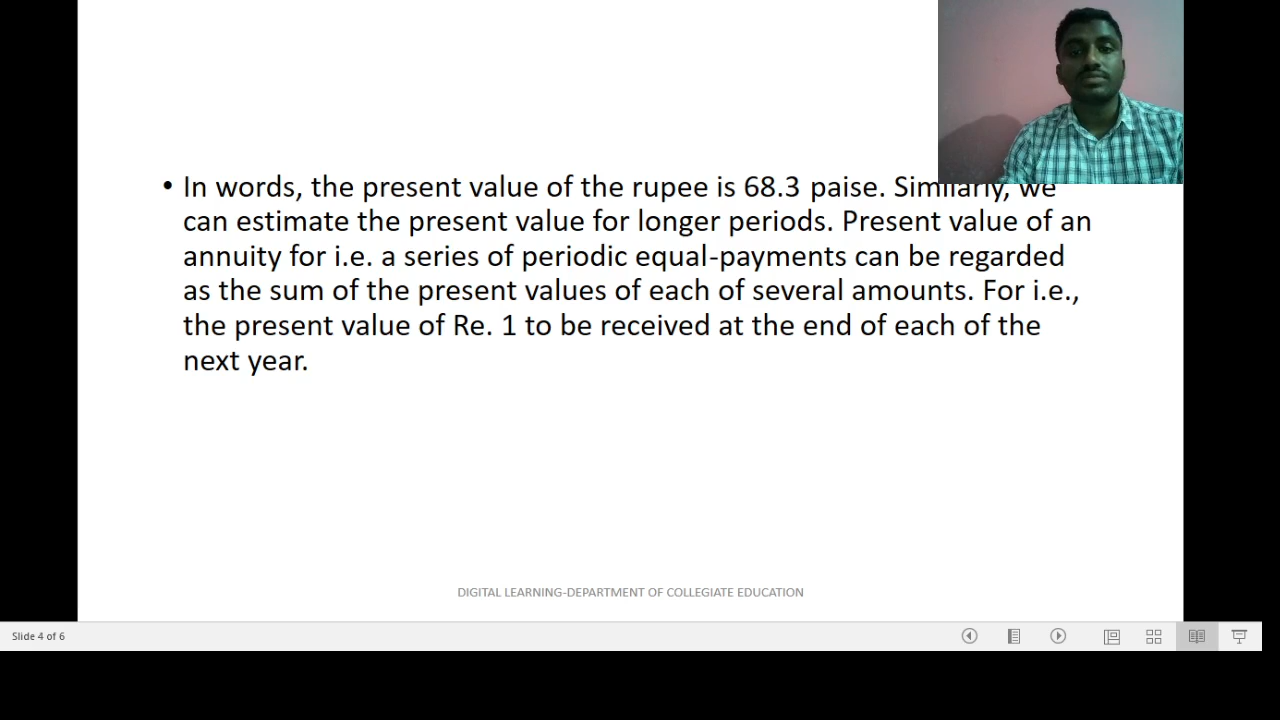 • In words, the present value of the rupee is 68.3 paise. Similarly, we
can estimate the present value for longer periods. Present value of an
annuity for i.e. a series of periodic equal-payments can be regarded
as the sum of the present values of each of several amounts. For i.e.,
the present value of Re. 1 to be received at the end of each of the
next year.
DIGITAL LEARNING-DEPARTMENT OF COLLEGIATE EDUCATION
Slide 4 of 6